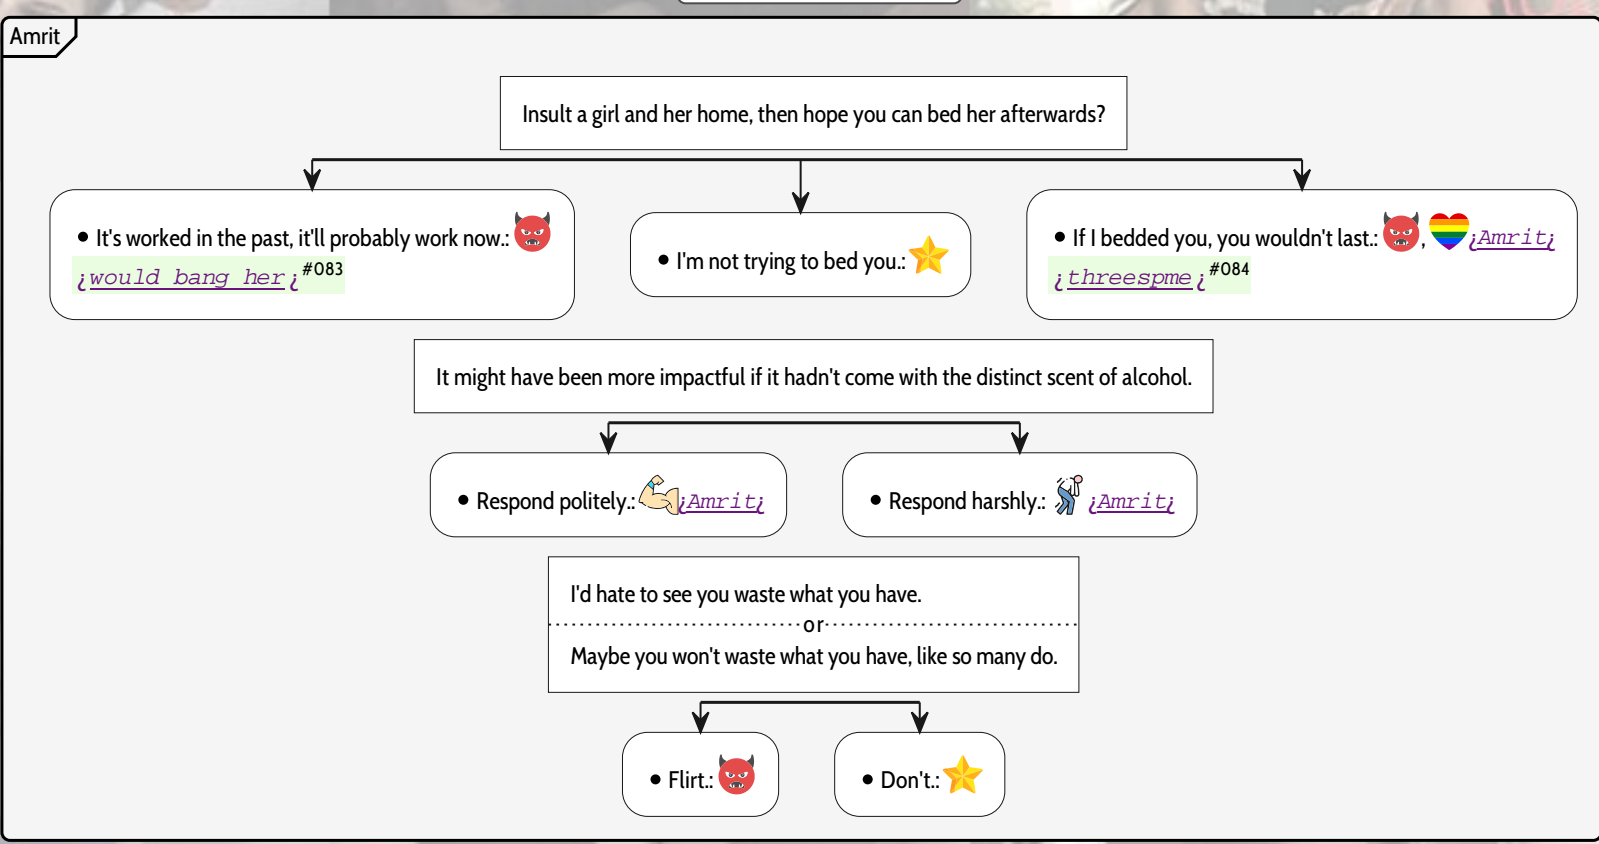 Amrit
Insult a girl and her home, then hope you can bed her afterwards?
• It's worked in the past, it'll probably work now.:
¿would bang her¿#083
• I'm not trying to bed you.:
• If I bedded you, you wouldn't last.: , ¿Amrit¿
¿threespme¿#084
It might have been more impactful if it hadn't come with the distinct scent of alcohol.
• Respond politely.: ¿Amrit¿
• Respond harshly.: ¿Amrit¿
I'd hate to see you waste what you have.
or
Maybe you won't waste what you have, like so many do.
• Flirt.:
• Don't.: